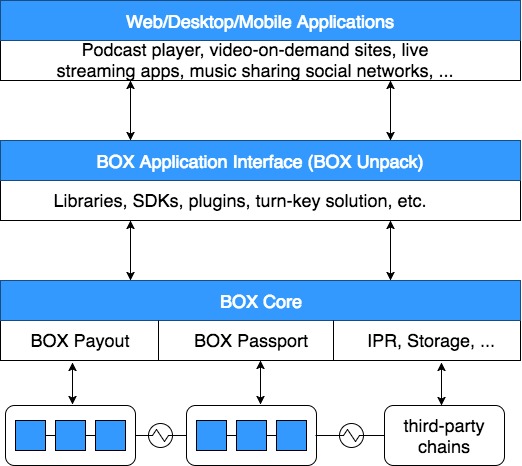 Web/Desktop/Mobile Applications
Podcast player, video-on-demand sites, live
streaming apps, music sharing social networks, ...
BOX Application Interface (BOX Unpack)
Libraries, SDKs, plugins, turn-key solution, etc.
BOX Core
BOX Payout
BOX Passport
IPR, Storage, ...
third-party
chains